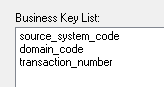 Business Key List:
source_system_code
domain_code
transaction_number